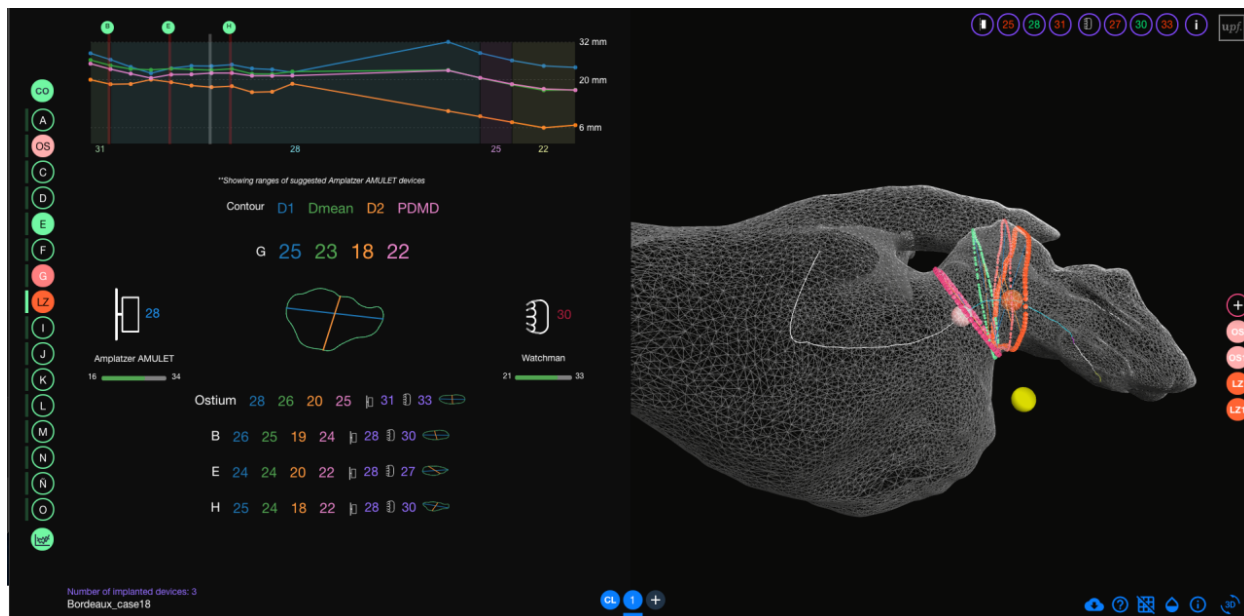 B E H
32 mm
20 mm
6 mm
31 28 25 22
**Showing ranges of suggested Amplatzer AMULET devices
Contour D1 Dmean D2 PDMD
G 25 23 18 22
28
Amplatzer AMULET
16 34
30
Watchman
21 33
Ostium 28 26 20 25 31 33
B 26 25 19 24 28 30
E 24 24 20 22 28 27
H 25 24 18 22 28 30
CO
A
OS
C
D
E
F
G
LZ
I
J
K
L
M
N
Ñ
O
Number of implanted devices: 3
Bordeaux_case18
CL 1 +
25 28 31 27 30 33 i
upf.
+
OS
LZ
LZ1
? i 3D